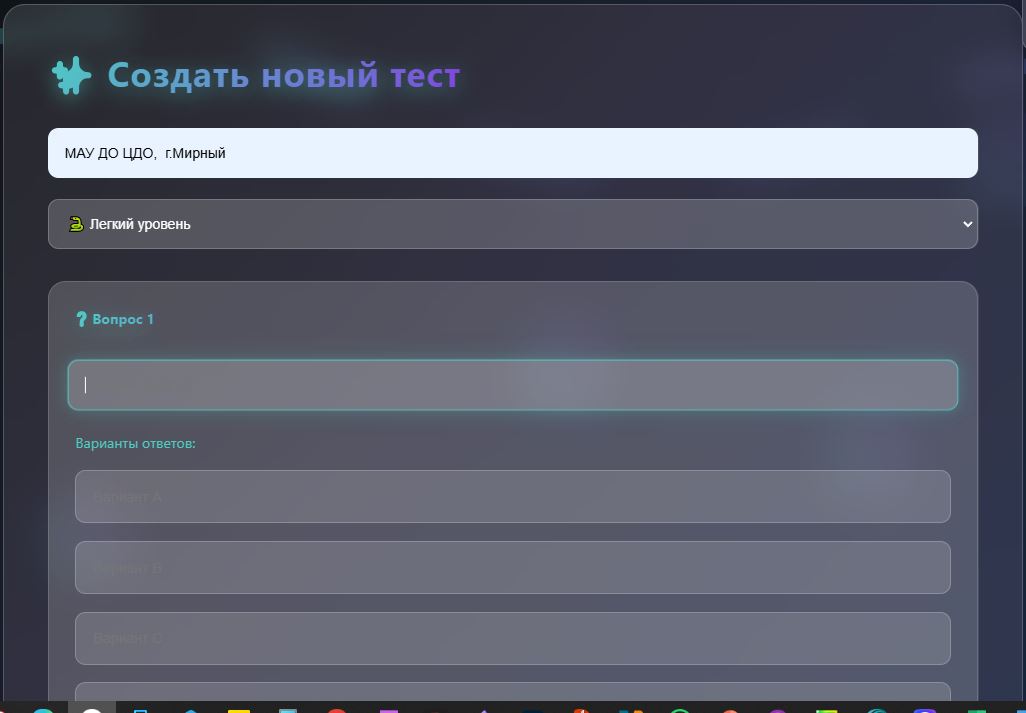 Создать новый тест
МАУ ДО ЦДО,  г.Мирный
Легкий уровень
? Вопрос 1
Варианты ответов:
Вариант A
Вариант B
Вариант C